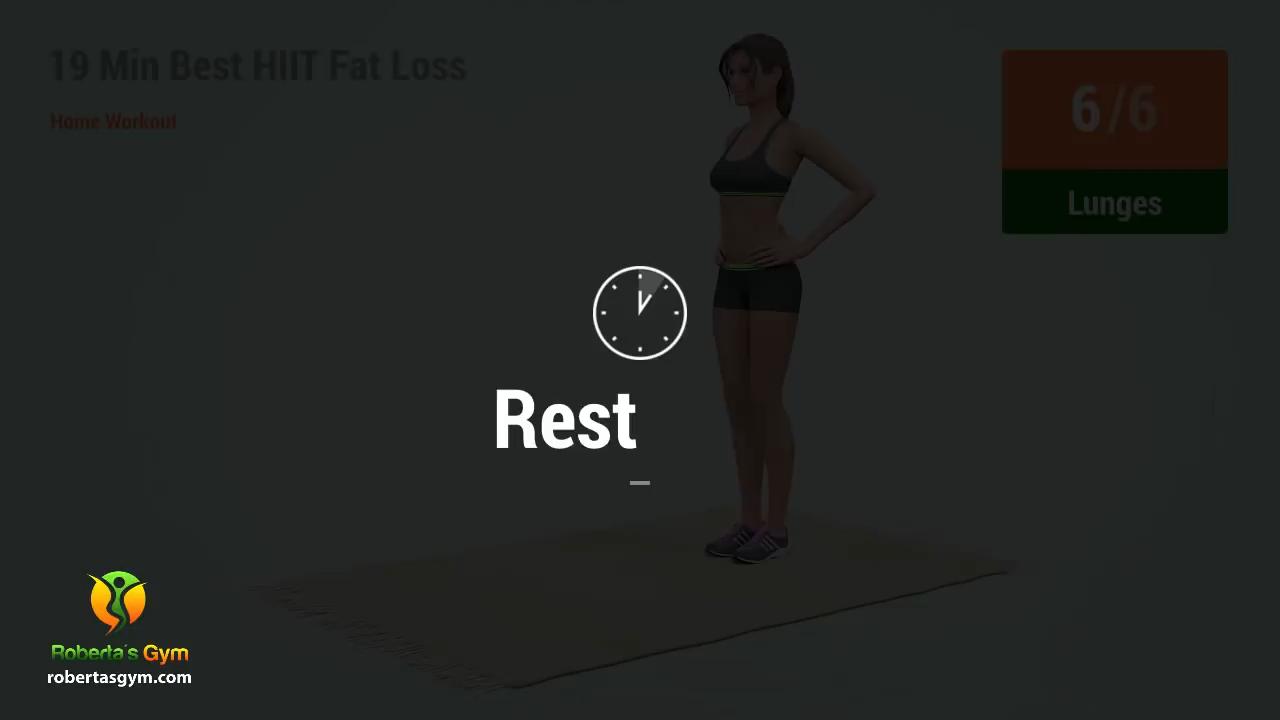 19 Min Best HIIT Fat Loss
Home Workout
6/6
Lunges
Rest
Roberta's Gym
robertasgym.com